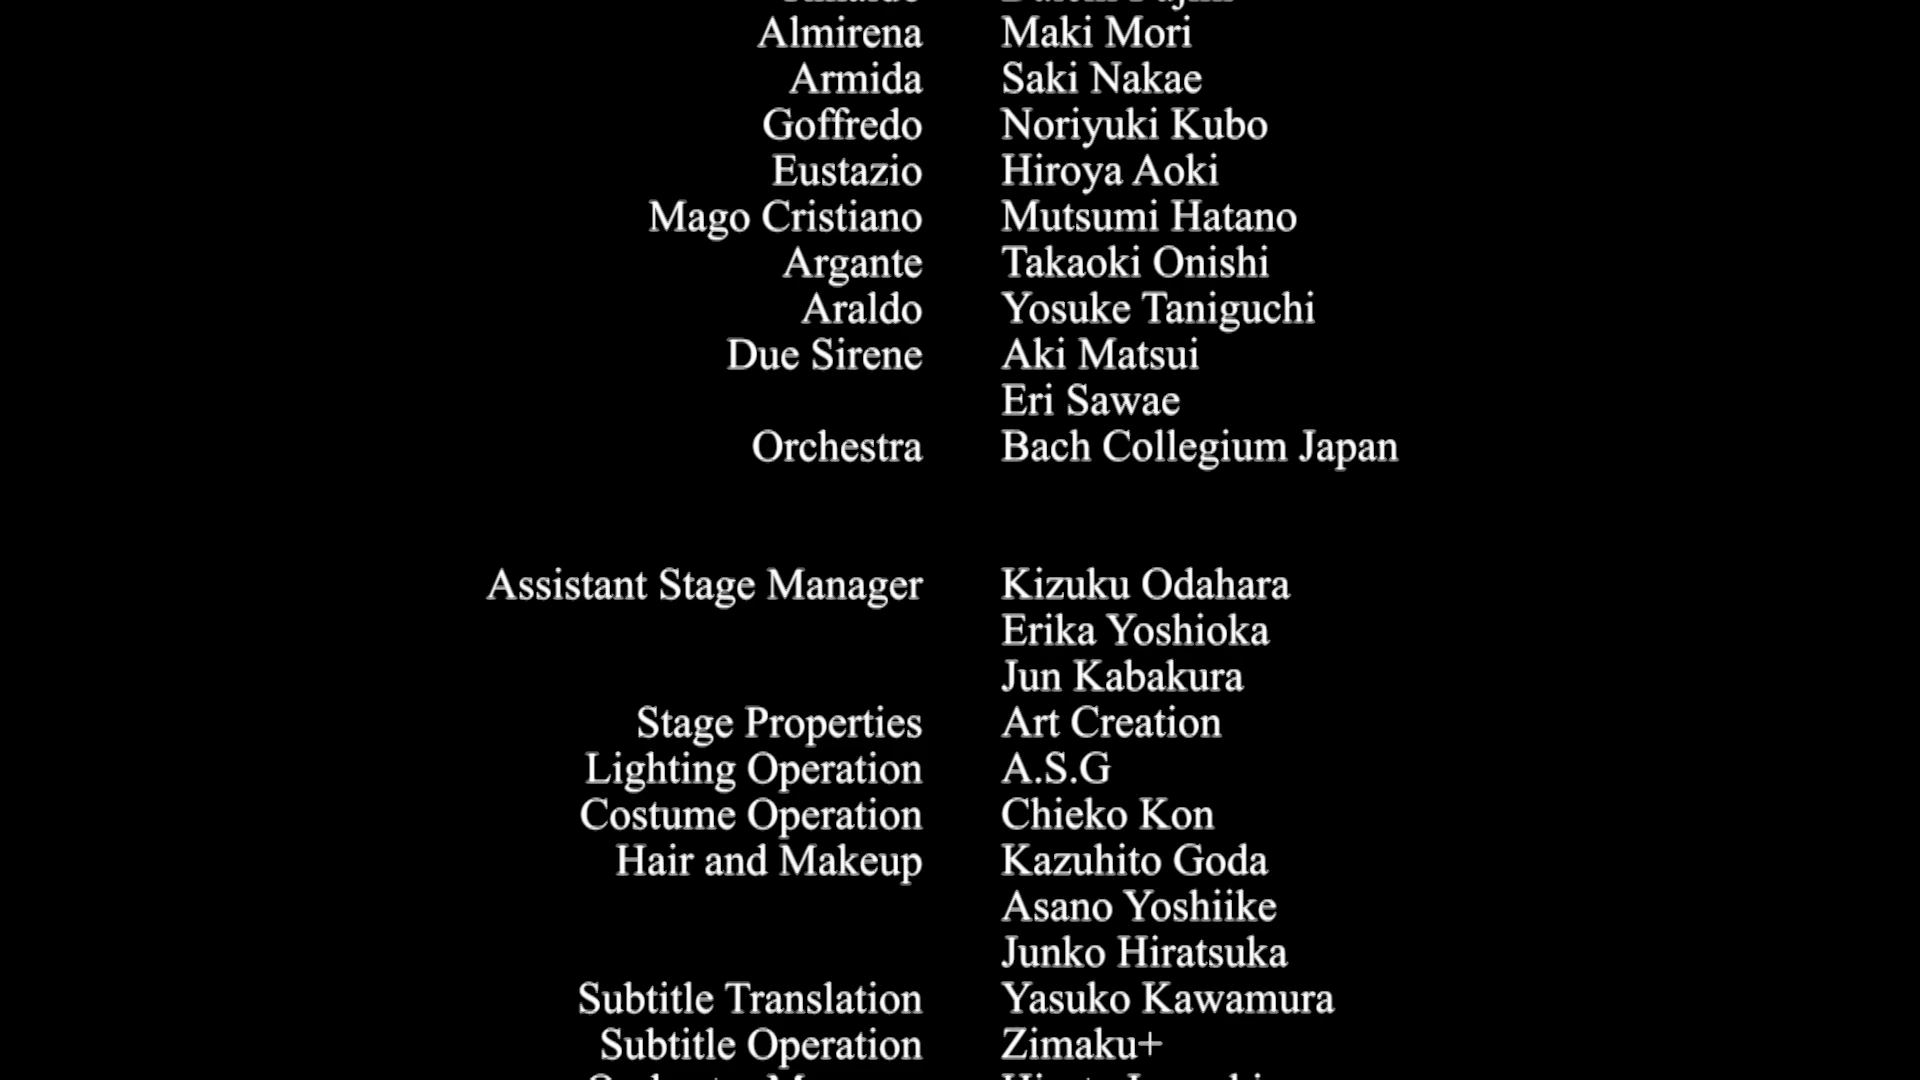 Almirena Maki Mori
Armida Saki Nakae
Goffredo Noriyuki Kubo
Eustazio Hiroya Aoki
Mago Cristiano Mutsumi Hatano
Argante Takaoki Onishi
Araldo Yosuke Taniguchi
Due Sirene Aki Matsui
Eri Sawae
Orchestra Bach Collegium Japan
Assistant Stage Manager Kizuku Odahara
Erika Yoshioka
Jun Kabakura
Stage Properties Art Creation
Lighting Operation A.S.G
Costume Operation Chieko Kon
Hair and Makeup Kazuhito Goda
Asano Yoshiike
Junko Hiratsuka
Subtitle Translation Yasuko Kawamura
Subtitle Operation Zimaku+